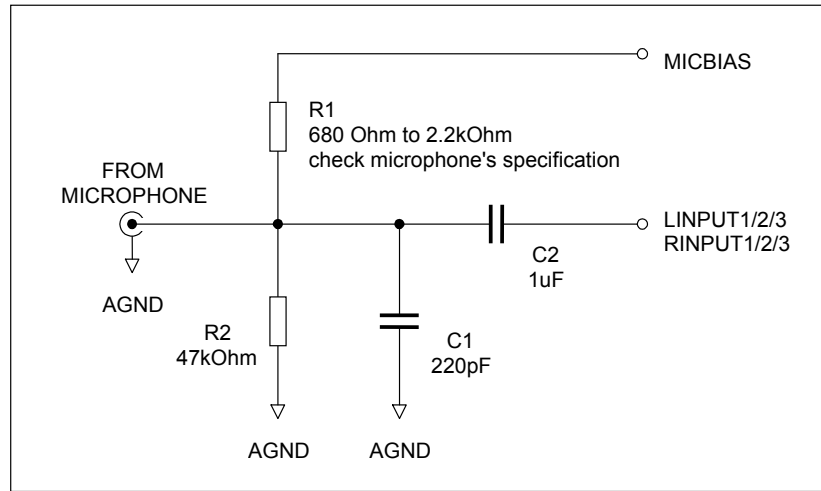 MICBIAS
R1
680 Ohm to 2.2kOhm
check microphone's specification
FROM
MICROPHONE
LINPUT1/2/3
RINPUT1/2/3
C2
1uF
AGND
R2
47kOhm
C1
220pF
AGND
AGND